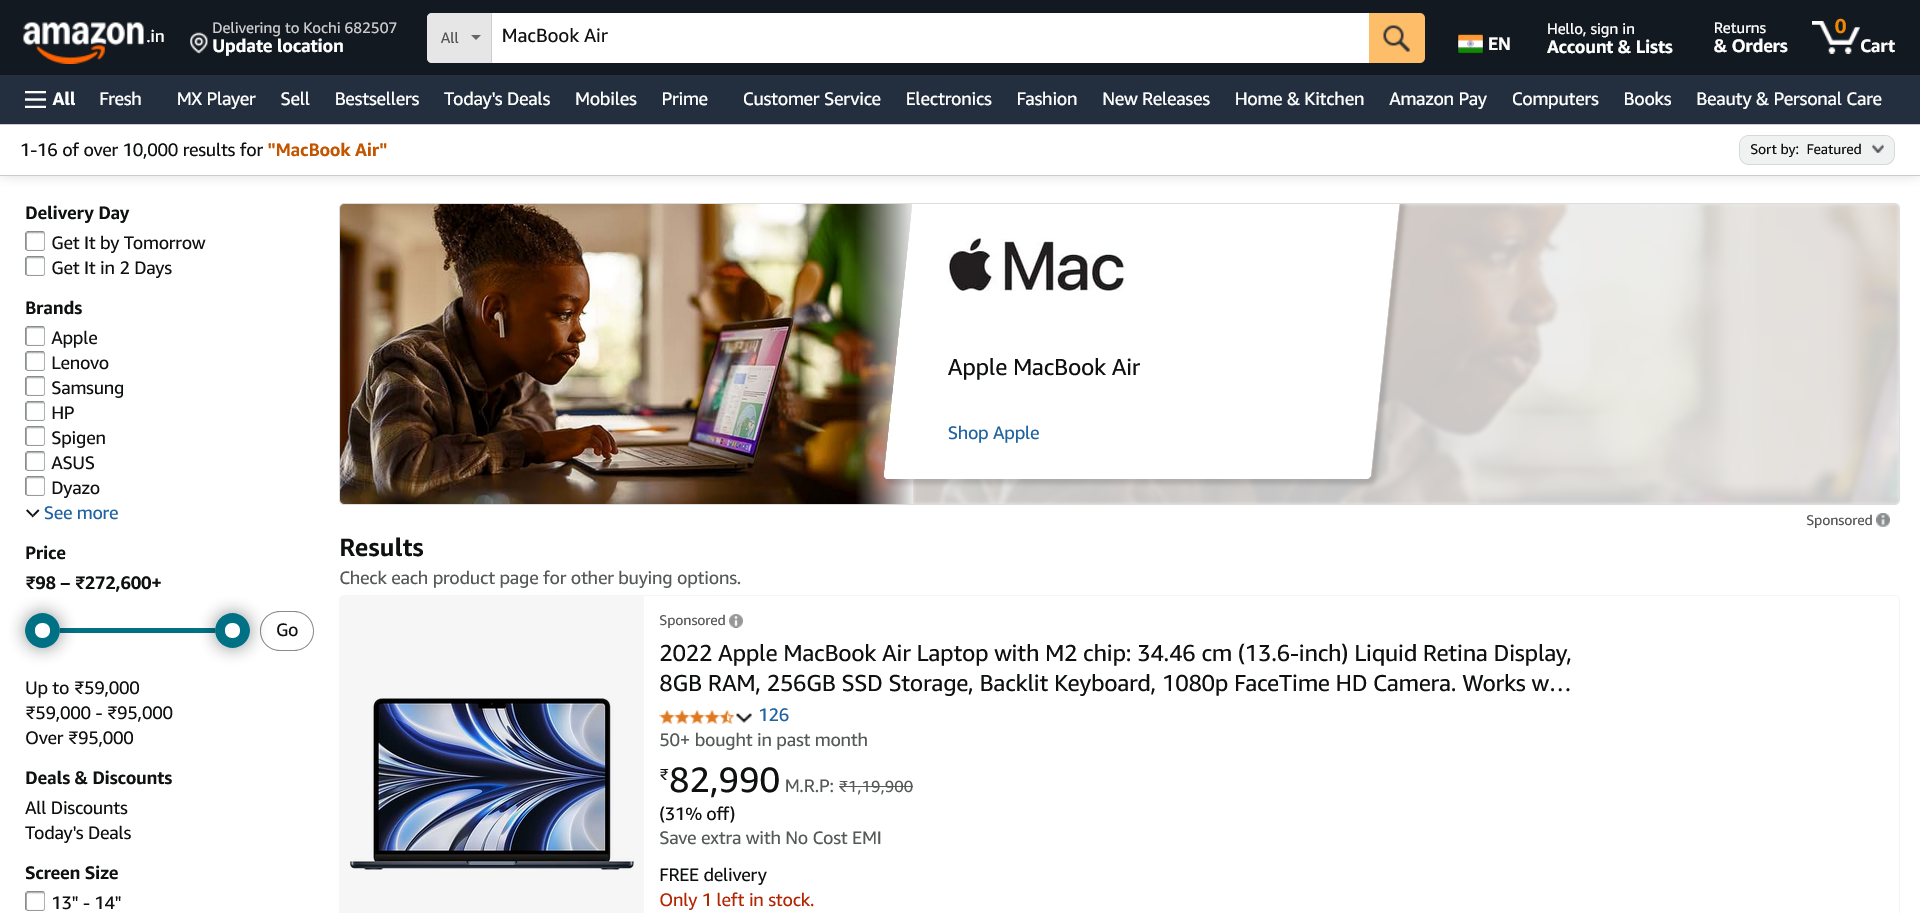 amazon.in
Delivering to Kochi 682507
Update location
All
MacBook Air
EN
Hello, sign in
Account & Lists
Returns
& Orders
0
Cart
All
Fresh
MX Player
Sell
Bestsellers
Today's Deals
Mobiles
Prime
Customer Service
Electronics
Fashion
New Releases
Home & Kitchen
Amazon Pay
Computers
Books
Beauty & Personal Care
1-16 of over 10,000 results for "MacBook Air"
Sort by: Featured
Delivery Day
Get It by Tomorrow
Get It in 2 Days
Brands
Apple
Lenovo
Samsung
HP
Spigen
ASUS
Dyazo
See more
Price
₹98 – ₹272,600+
Go
Up to ₹59,000
₹59,000 - ₹95,000
Over ₹95,000
Deals & Discounts
All Discounts
Today's Deals
Screen Size
13" - 14"
Mac
Apple MacBook Air
Shop Apple
Sponsored
Results
Check each product page for other buying options.
Sponsored
2022 Apple MacBook Air Laptop with M2 chip: 34.46 cm (13.6-inch) Liquid Retina Display,
8GB RAM, 256GB SSD Storage, Backlit Keyboard, 1080p FaceTime HD Camera. Works w…
126
50+ bought in past month
₹82,990 M.R.P: ₹1,19,900
(31% off)
Save extra with No Cost EMI
FREE delivery
Only 1 left in stock.